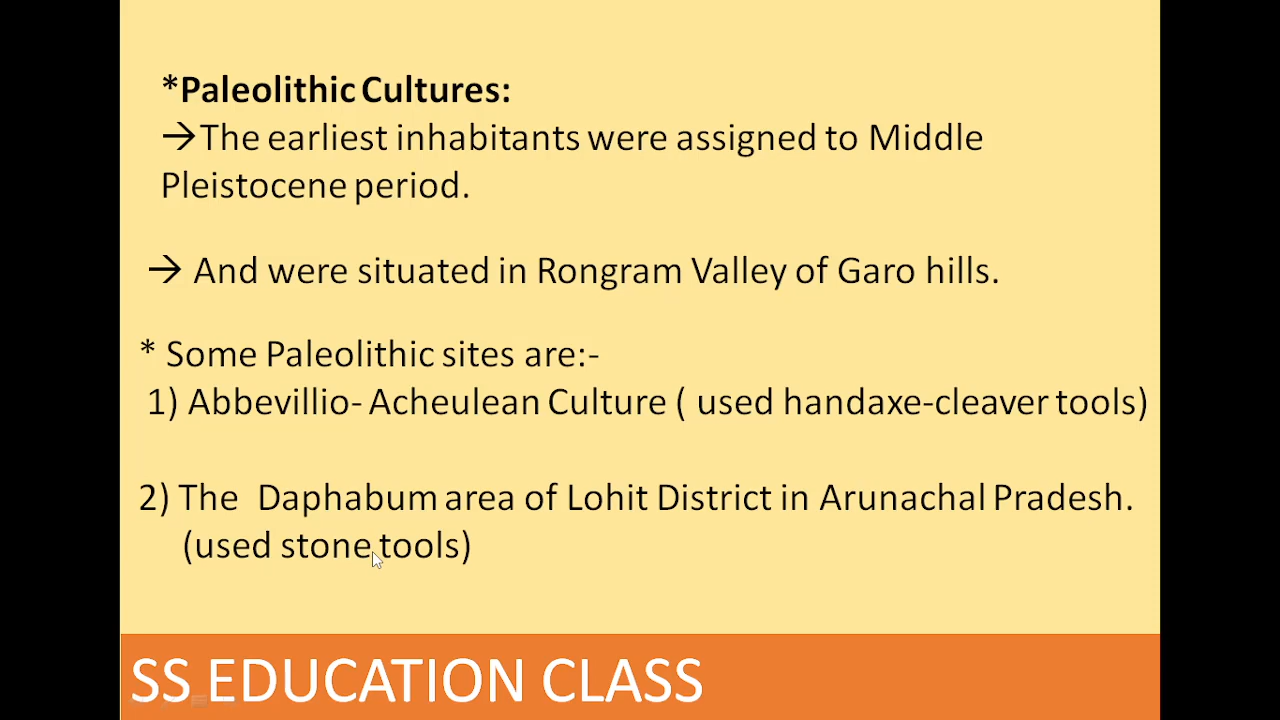 *Paleolithic Cultures:
→The earliest inhabitants were assigned to Middle
Pleistocene period.
→ And were situated in Rongram Valley of Garo hills.
* Some Paleolithic sites are:-
1) Abbevillio- Acheulean Culture ( used handaxe-cleaver tools)
2) The Daphabum area of Lohit District in Arunachal Pradesh.
(used stone tools)
SS EDUCATION CLASS